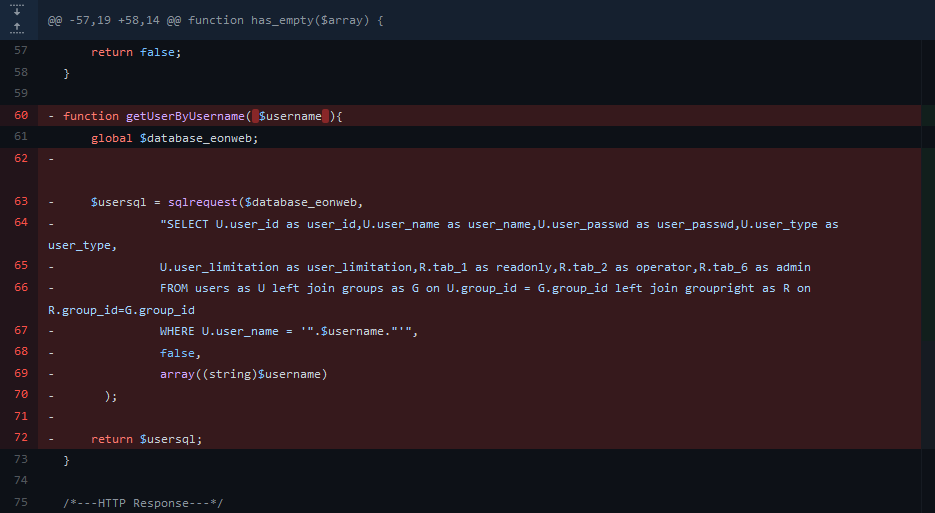 @@ -57,19 +58,14 @@ function has_empty($array) {
57 return false;
58 }
59
60 - function getUserByUsername( $username ){
61 global $database_eonweb;
62 -
63 - $usersql = sqlrequest($database_eonweb,
64 - "SELECT U.user_id as user_id,U.user_name as user_name,U.user_passwd as user_passwd,U.user_type as
user_type,
65 - U.user_limitation as user_limitation,R.tab_1 as readonly,R.tab_2 as operator,R.tab_6 as admin
66 - FROM users as U left join groups as G on U.group_id = G.group_id left join groupright as R on
R.group_id=G.group_id
67 - WHERE U.user_name = '".$username."'",
68 - false,
69 - array((string)$username)
70 - );
71 -
72 - return $usersql;
73 }
74
75 /*---HTTP Response---*/